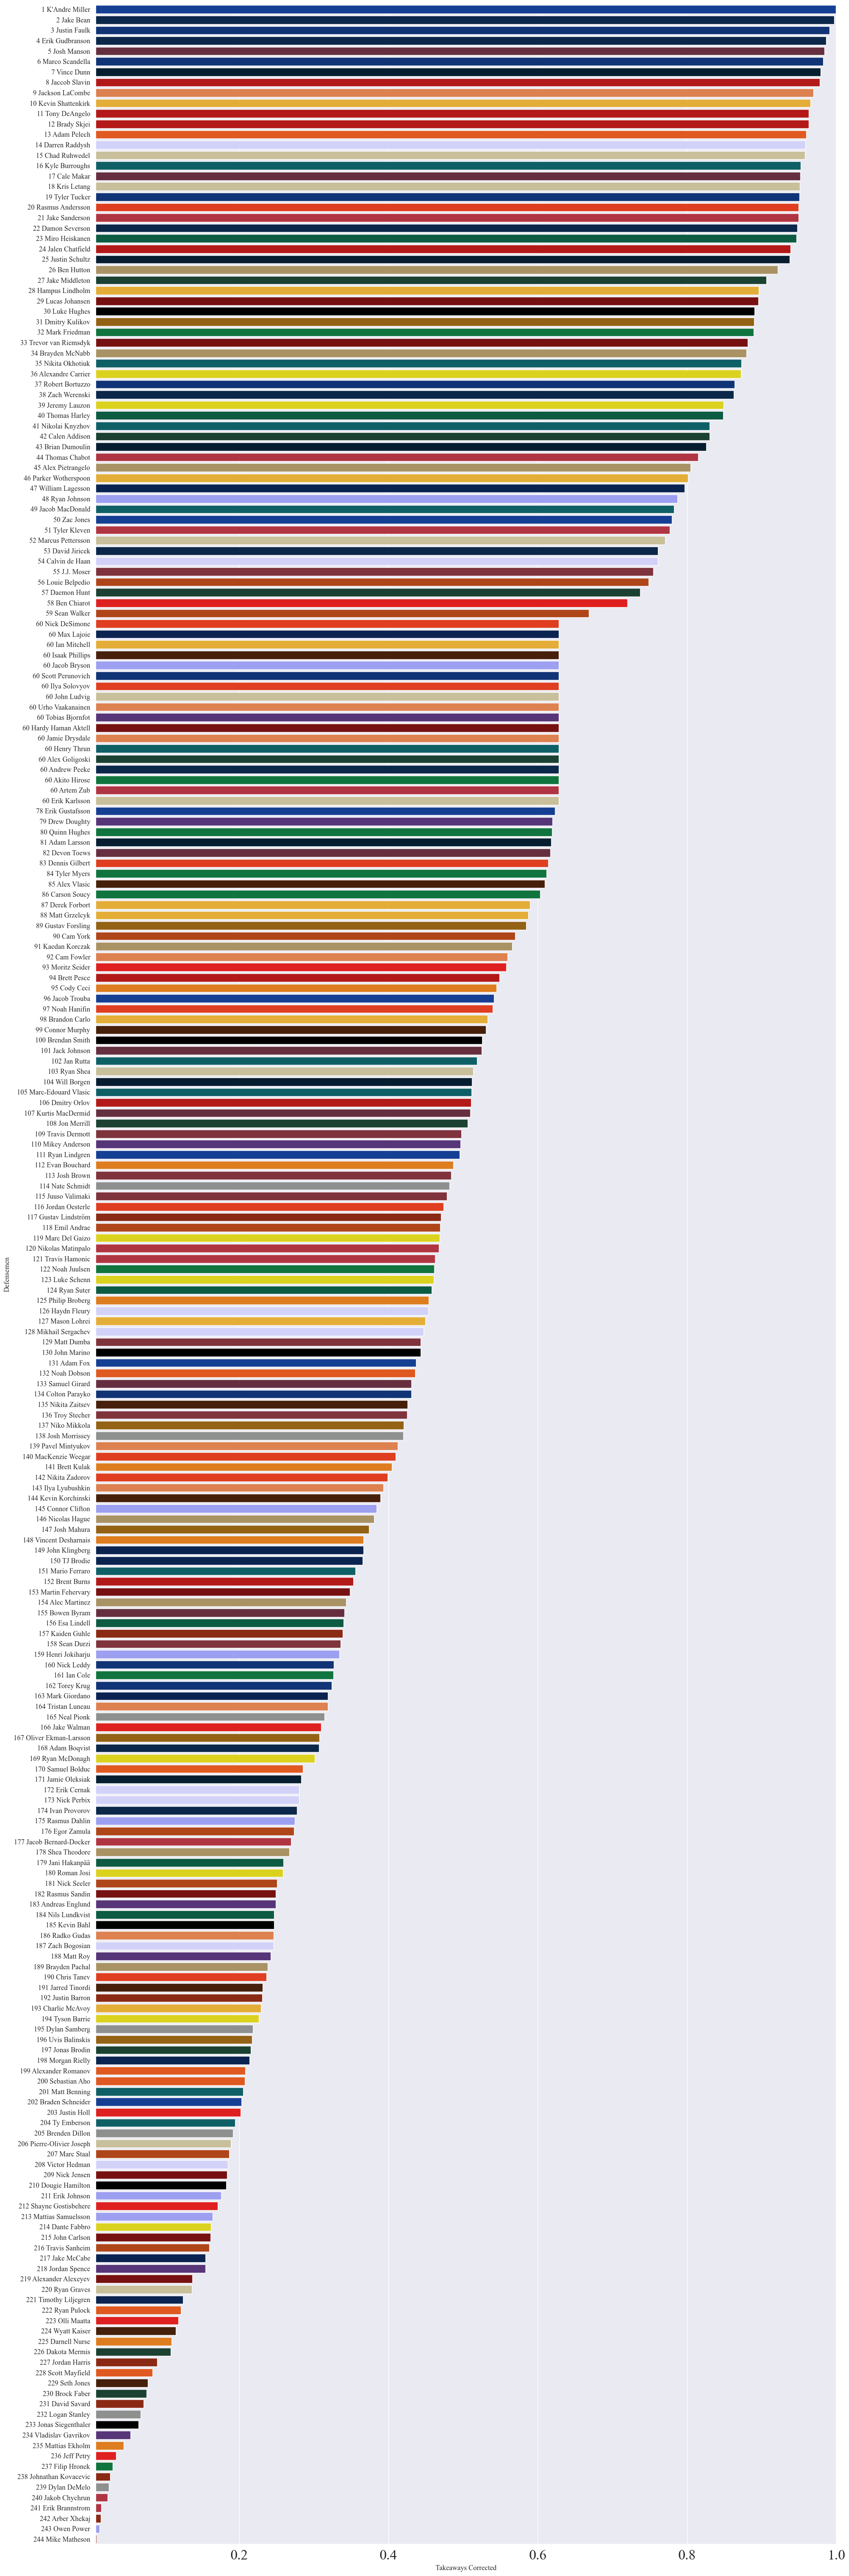 1 K'Andre Miller
2 Jake Bean
3 Justin Faulk
4 Erik Gudbranson
5 Josh Manson
6 Marco Scandella
7 Vince Dunn
8 Jaccob Slavin
9 Jackson LaCombe
10 Kevin Shattenkirk
11 Tony DeAngelo
12 Brady Skjei
13 Adam Pelech
14 Darren Raddysh
15 Chad Ruhwedel
16 Kyle Burroughs
17 Cale Makar
18 Kris Letang
19 Tyler Tucker
20 Rasmus Andersson
21 Jake Sanderson
22 Damon Severson
23 Miro Heiskanen
24 Jalen Chatfield
25 Justin Schultz
26 Ben Hutton
27 Jake Middleton
28 Hampus Lindholm
29 Lucas Johansen
30 Luke Hughes
31 Dmitry Kulikov
32 Mark Friedman
33 Trevor van Riemsdyk
34 Brayden McNabb
35 Nikita Okhotiuk
36 Alexandre Carrier
37 Robert Bortuzzo
38 Zach Werenski
39 Jeremy Lauzon
40 Thomas Harley
41 Nikolai Knyzhov
42 Calen Addison
43 Brian Dumoulin
44 Thomas Chabot
45 Alex Pietrangelo
46 Parker Wotherspoon
47 William Lagesson
48 Ryan Johnson
49 Jacob MacDonald
50 Zac Jones
51 Tyler Kleven
52 Marcus Pettersson
53 David Jiricek
54 Calvin de Haan
55 J.J. Moser
56 Louie Belpedio
57 Daemon Hunt
58 Ben Chiarot
59 Sean Walker
60 Nick DeSimone
60 Max Lajoie
60 Ian Mitchell
60 Isaak Phillips
60 Jacob Bryson
60 Scott Perunovich
60 Ilya Solovyov
60 John Ludvig
60 Urho Vaakanainen
60 Tobias Bjornfot
60 Hardy Haman Aktell
60 Jamie Drysdale
60 Henry Thrun
60 Alex Goligoski
60 Andrew Peeke
60 Akito Hirose
60 Artem Zub
60 Erik Karlsson
78 Erik Gustafsson
79 Drew Doughty
80 Quinn Hughes
81 Adam Larsson
82 Devon Toews
83 Dennis Gilbert
84 Tyler Myers
85 Alex Vlasic
86 Carson Soucy
87 Derek Forbort
88 Matt Grzelcyk
89 Gustav Forsling
90 Cam York
91 Kaedan Korczak
92 Cam Fowler
93 Moritz Seider
94 Brett Pesce
95 Cody Ceci
96 Jacob Trouba
97 Noah Hanifin
98 Brandon Carlo
99 Connor Murphy
100 Brendan Smith
101 Jack Johnson
102 Jan Rutta
103 Ryan Shea
104 Will Borgen
105 Marc-Edouard Vlasic
106 Dmitry Orlov
107 Kurtis MacDermid
108 Jon Merrill
109 Travis Dermott
110 Mikey Anderson
111 Ryan Lindgren
112 Evan Bouchard
113 Josh Brown
114 Nate Schmidt
115 Juuso Valimaki
116 Jordan Oesterle
117 Gustav Lindström
118 Emil Andrae
119 Marc Del Gaizo
120 Nikolas Matinpalo
121 Travis Hamonic
122 Noah Juulsen
123 Luke Schenn
124 Ryan Suter
125 Philip Broberg
126 Haydn Fleury
127 Mason Lohrei
128 Mikhail Sergachev
129 Matt Dumba
130 John Marino
131 Adam Fox
132 Noah Dobson
133 Samuel Girard
134 Colton Parayko
135 Nikita Zaitsev
136 Troy Stecher
137 Niko Mikkola
138 Josh Morrissey
139 Pavel Mintyukov
140 MacKenzie Weegar
141 Brett Kulak
142 Nikita Zadorov
143 Ilya Lyubushkin
144 Kevin Korchinski
145 Connor Clifton
146 Nicolas Hague
147 Josh Mahura
148 Vincent Desharnais
149 John Klingberg
150 TJ Brodie
151 Mario Ferraro
152 Brent Burns
153 Martin Fehervary
154 Alec Martinez
155 Bowen Byram
156 Esa Lindell
157 Kaiden Guhle
158 Sean Durzi
159 Henri Jokiharju
160 Nick Leddy
161 Ian Cole
162 Torey Krug
163 Mark Giordano
164 Tristan Luneau
165 Neal Pionk
166 Jake Walman
167 Oliver Ekman-Larsson
168 Adam Boqvist
169 Ryan McDonagh
170 Samuel Bolduc
171 Jamie Oleksiak
172 Erik Cernak
173 Nick Perbix
174 Ivan Provorov
175 Rasmus Dahlin
176 Egor Zamula
177 Jacob Bernard-Docker
178 Shea Theodore
179 Jani Hakanpää
180 Roman Josi
181 Nick Seeler
182 Rasmus Sandin
183 Andreas Englund
184 Nils Lundkvist
185 Kevin Bahl
186 Radko Gudas
187 Zach Bogosian
188 Matt Roy
189 Brayden Pachal
190 Chris Tanev
191 Jarred Tinordi
192 Justin Barron
193 Charlie McAvoy
194 Tyson Barrie
195 Dylan Samberg
196 Uvis Balinskis
197 Jonas Brodin
198 Morgan Rielly
199 Alexander Romanov
200 Sebastian Aho
201 Matt Benning
202 Braden Schneider
203 Justin Holl
204 Ty Emberson
205 Brenden Dillon
206 Pierre-Olivier Joseph
207 Marc Staal
208 Victor Hedman
209 Nick Jensen
210 Dougie Hamilton
211 Erik Johnson
212 Shayne Gostisbehere
213 Mattias Samuelsson
214 Dante Fabbro
215 John Carlson
216 Travis Sanheim
217 Jake McCabe
218 Jordan Spence
219 Alexander Alexeyev
220 Ryan Graves
221 Timothy Liljegren
222 Ryan Pulock
223 Olli Maatta
224 Wyatt Kaiser
225 Darnell Nurse
226 Dakota Mermis
227 Jordan Harris
228 Scott Mayfield
229 Seth Jones
230 Brock Faber
231 David Savard
232 Logan Stanley
233 Jonas Siegenthaler
234 Vladislav Gavrikov
235 Mattias Ekholm
236 Jeff Petry
237 Filip Hronek
238 Johnathan Kovacevic
239 Dylan DeMelo
240 Jakob Chychrun
241 Erik Brannstrom
242 Arber Xhekaj
243 Owen Power
244 Mike Matheson
Defensemen
0.2 0.4 0.6 0.8 1.0
Takeaways Corrected